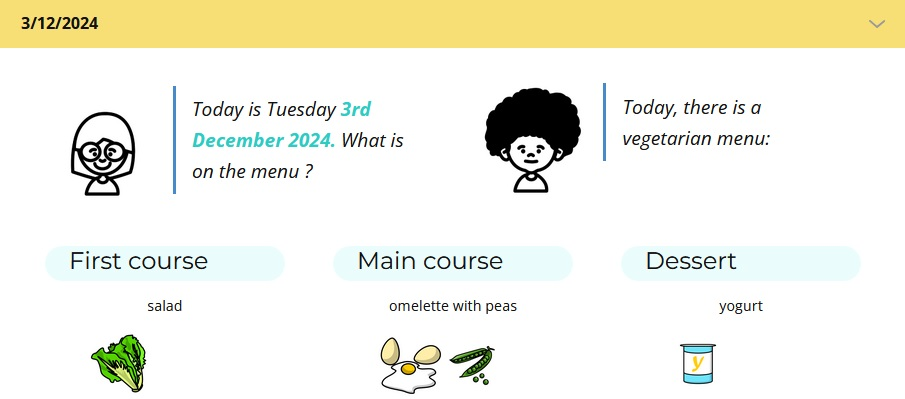 3/12/2024
Today is Tuesday 3rd
December 2024. What is
on the menu ?
Today, there is a
vegetarian menu:
First course
Main course
Dessert
salad
omelette with peas
yogurt
y